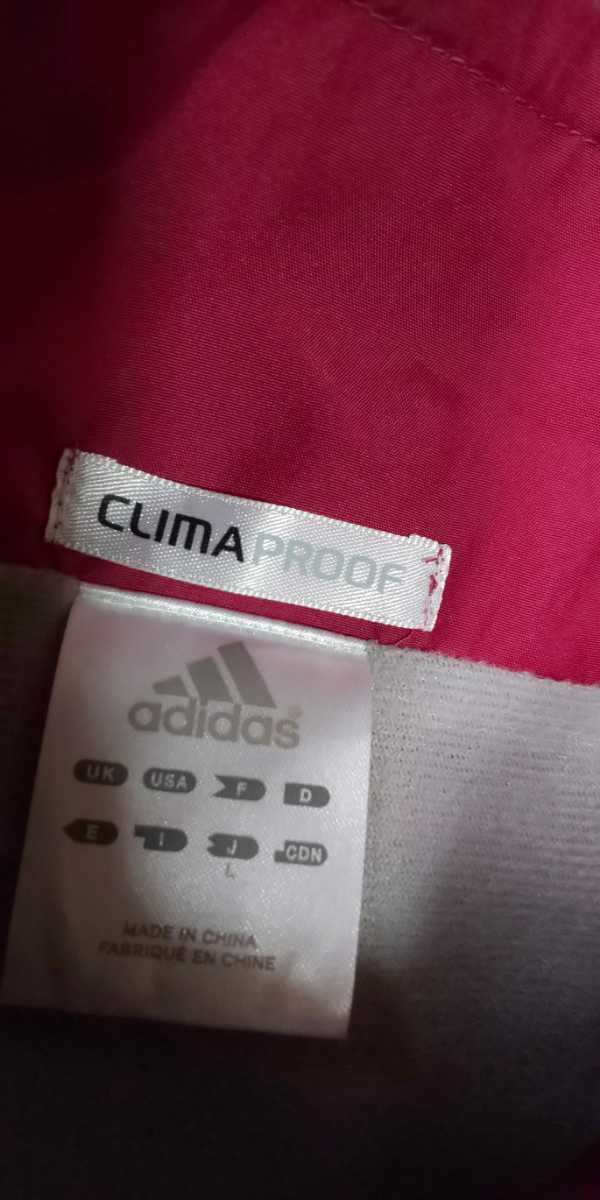 CLIMAPROOF
adidas®
UK USA F D
E I J CDN
L
MADE IN CHINA
FABRIQUÉ EN CHINE